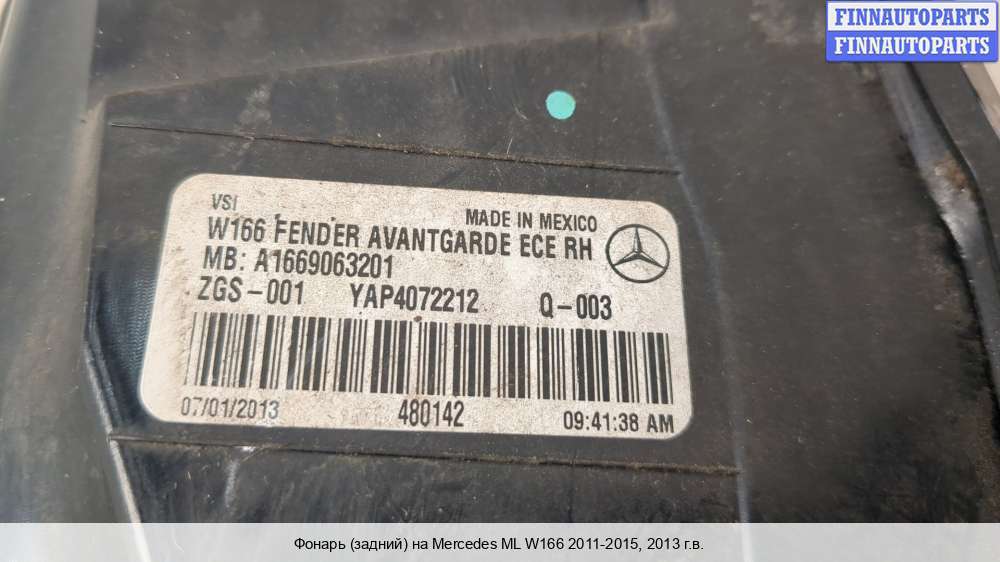 FINNAUTOPARTS
FINNAUTOPARTS
VSI
MADE IN MEXICO
W166 FENDER AVANTGARDE ECE RH
MB: A1669063201
ZGS-001 YAP4072212 Q-003
07/01/2013 480142 09:41:38 AM
Фонарь (задний) на Mercedes ML W166 2011-2015, 2013 г.в.